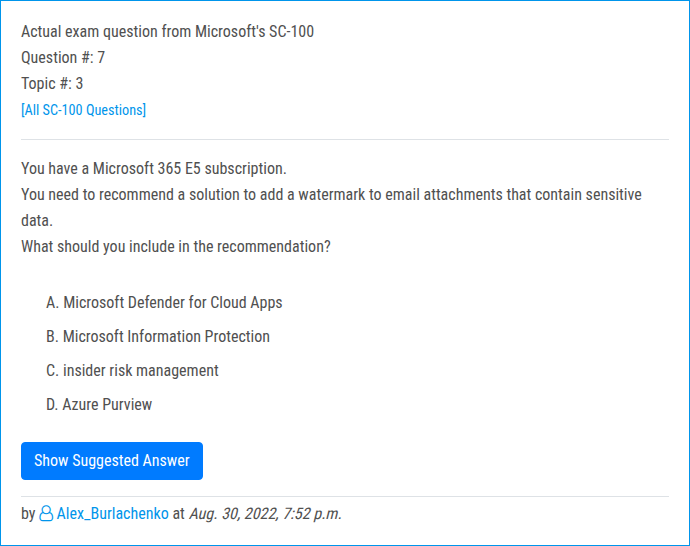 Actual exam question from Microsoft's SC-100
Question #: 7
Topic #: 3
[All SC-100 Questions]
You have a Microsoft 365 E5 subscription.
You need to recommend a solution to add a watermark to email attachments that contain sensitive
data.
What should you include in the recommendation?
A. Microsoft Defender for Cloud Apps
B. Microsoft Information Protection
C. insider risk management
D. Azure Purview
Show Suggested Answer
by Alex_Burlachenko at Aug. 30, 2022, 7:52 p.m.